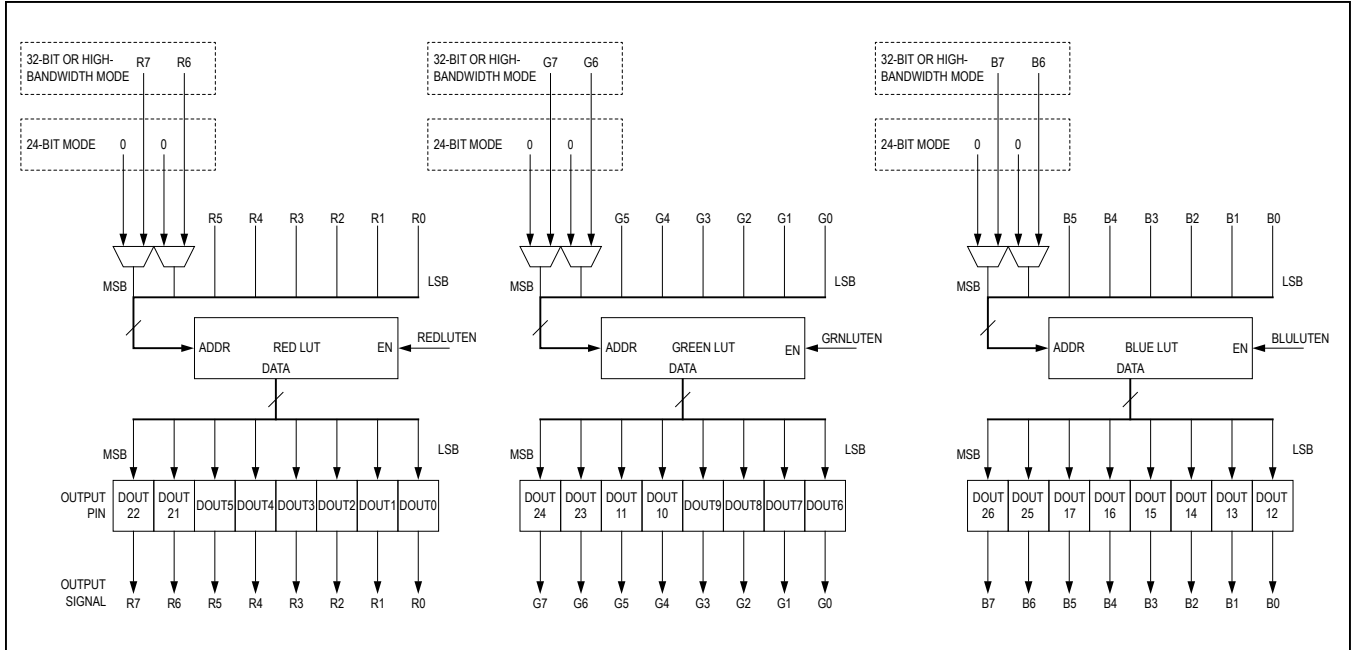 32-BIT OR HIGH-
BANDWIDTH MODE
R7 R6
24-BIT MODE 0 0
R5 R4 R3 R2 R1 R0
MSB
LSB
ADDR RED LUT EN
REDLUTEN
DATA
MSB
LSB
OUTPUT
PIN
DOUT
22
DOUT
21
DOUT5
DOUT4
DOUT3
DOUT2
DOUT1
DOUT0
OUTPUT
SIGNAL
R7 R6 R5 R4 R3 R2 R1 R0
32-BIT OR HIGH-
BANDWIDTH MODE
G7 G6
24-BIT MODE 0 0
G5 G4 G3 G2 G1 G0
MSB
LSB
ADDR GREEN LUT EN
GRNLUTEN
DATA
MSB
LSB
DOUT
24
DOUT
23
DOUT
11
DOUT
10
DOUT9
DOUT8
DOUT7
DOUT6
G7 G6 G5 G4 G3 G2 G1 G0
32-BIT OR HIGH-
BANDWIDTH MODE
B7 B6
24-BIT MODE 0 0
B5 B4 B3 B2 B1 B0
MSB
LSB
ADDR BLUE LUT EN
BLULUTEN
DATA
MSB
LSB
DOUT
26
DOUT
25
DOUT
17
DOUT
16
DOUT
15
DOUT
14
DOUT
13
DOUT
12
B7 B6 B5 B4 B3 B2 B1 B0